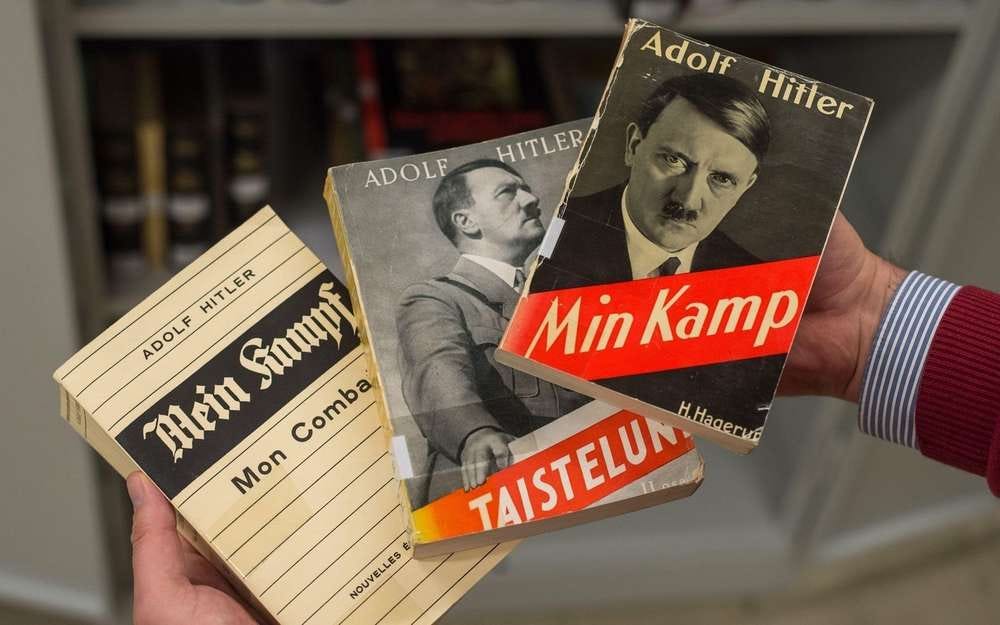 ADOLF HITLER
Mein Kampf
Mon Comba
NOUVELLES É
ADOLF HITLER
TAISTELUN
Adolf Hitler
Min Kamp
H. Hagerup